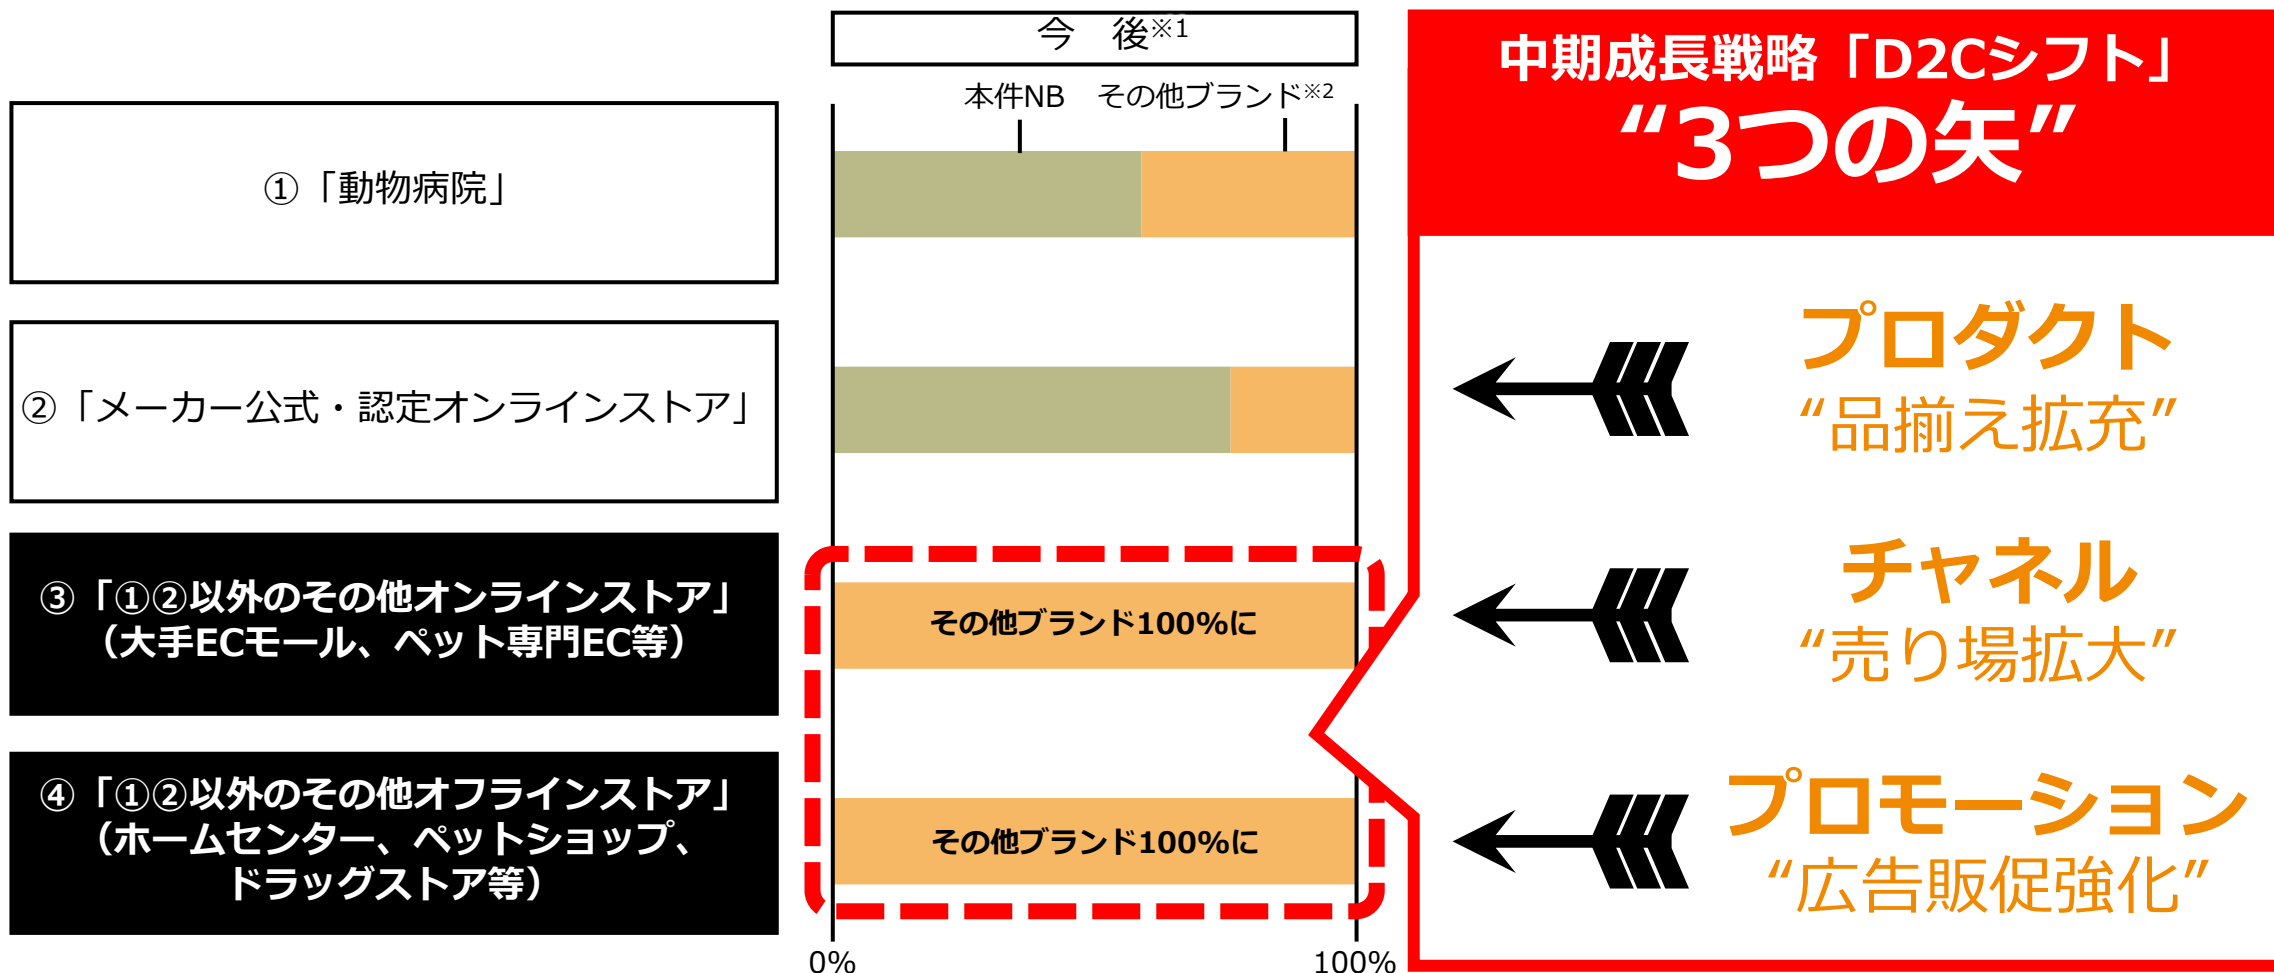 今　後※1
本件NB　その他ブランド※2
①「動物病院」
②「メーカー公式・認定オンラインストア」
③「①②以外のその他オンラインストア」
（大手ECモール、ペット専門EC等）
その他ブランド100%に
④「①②以外のその他オフラインストア」
（ホームセンター、ペットショップ、
ドラッグストア等）
その他ブランド100%に
0%
100%
中期成長戦略「D2Cシフト」
“3つの矢”
プロダクト
“品揃え拡充”
チャネル
“売り場拡大”
プロモーション
“広告販促強化”